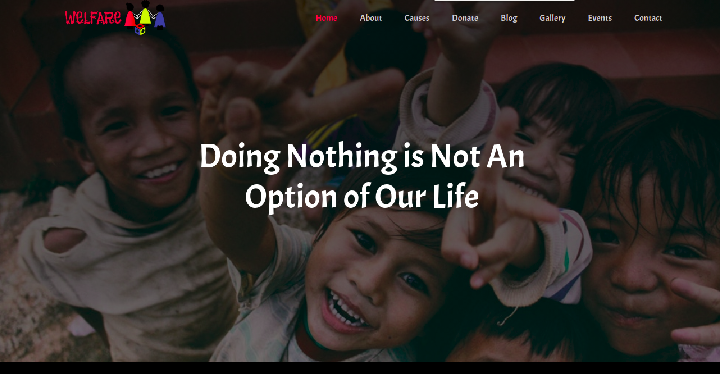 WELFARE
Home About Causes Donate Blog Gallery Events Contact
Doing Nothing is Not An
Option of Our Life